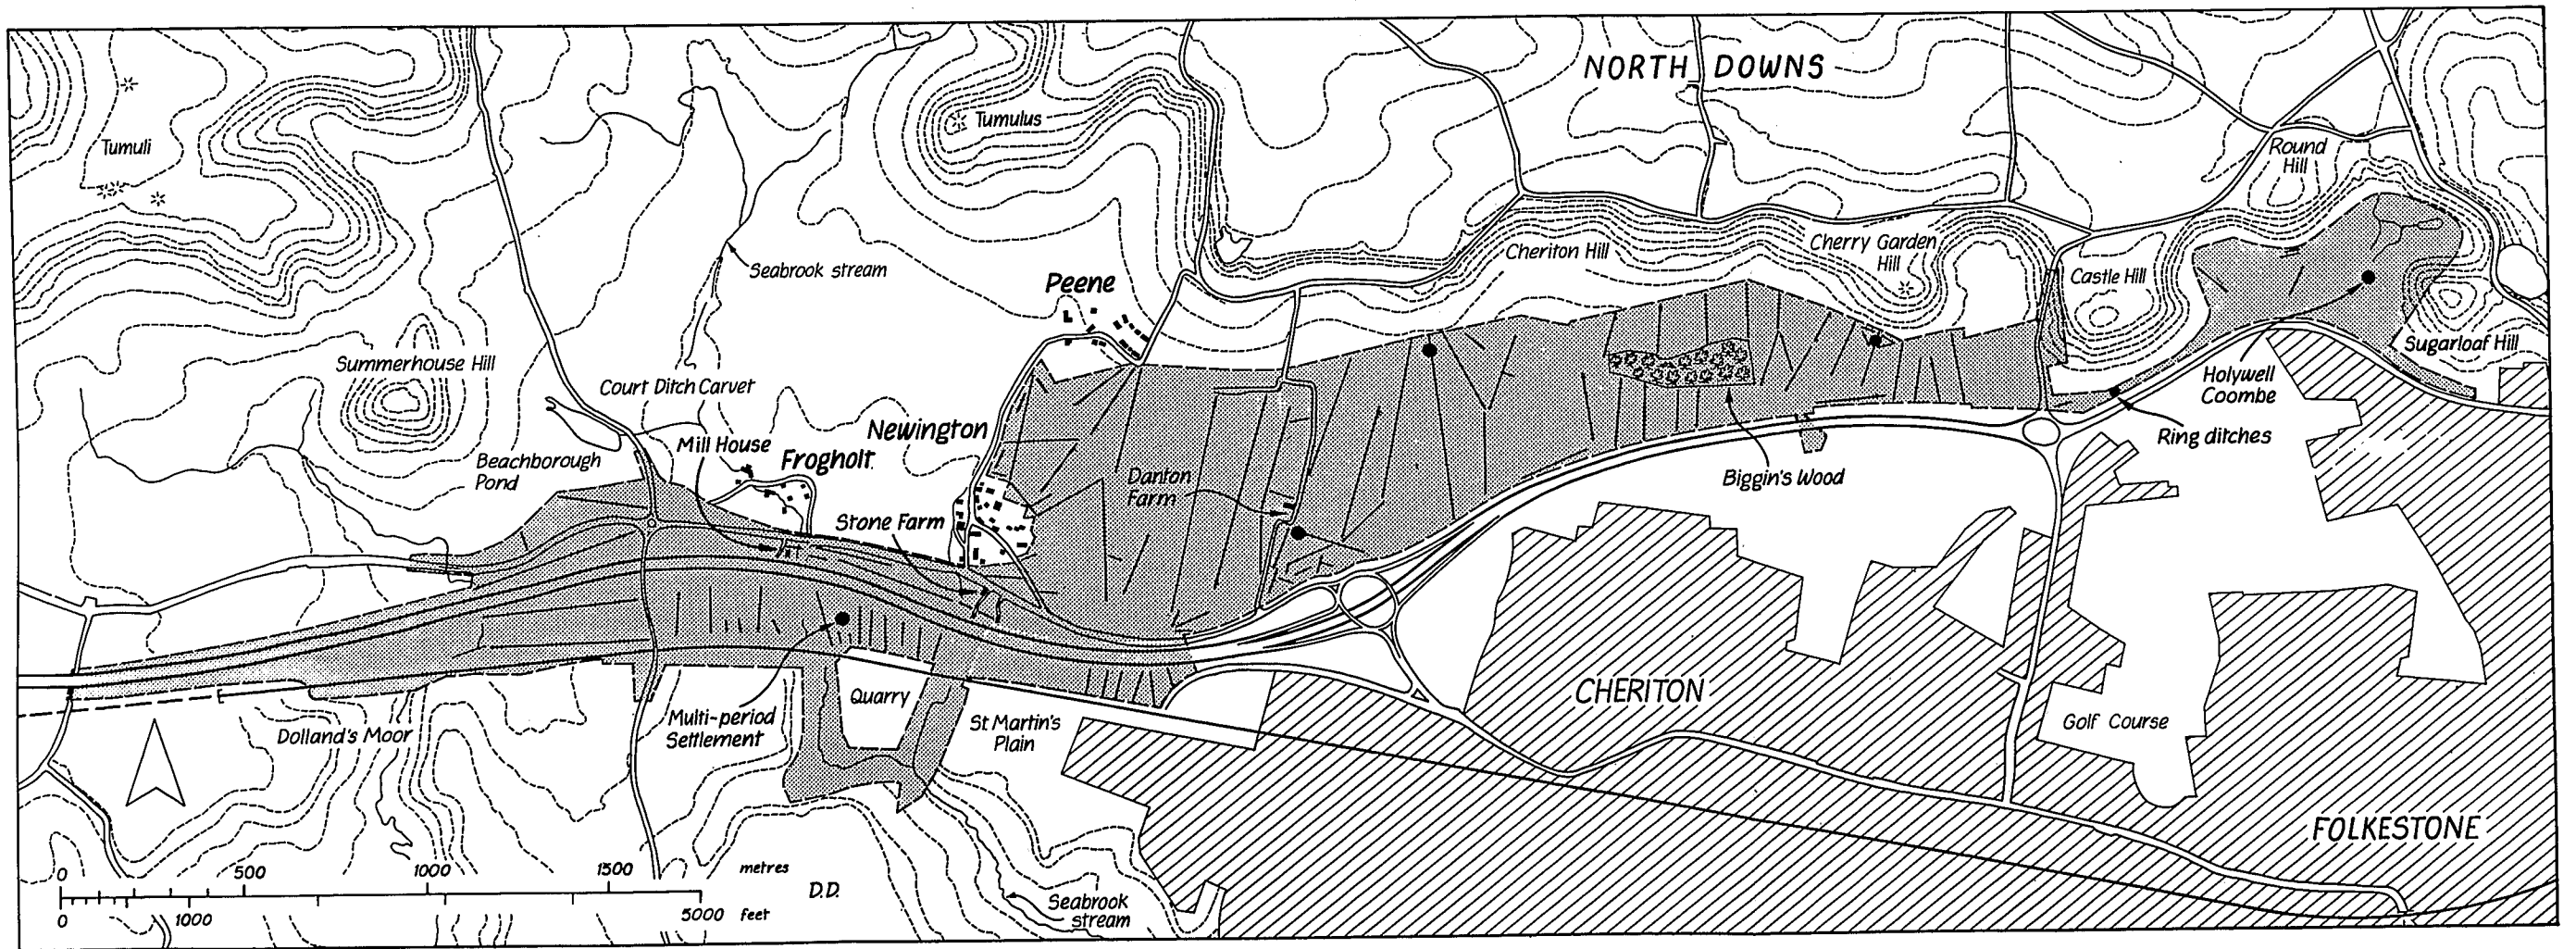 NORTH DOWNS
Tumulus
Tumuli
Round
Hill
Cherry Garden
Hill
Cheriton Hill
Castle Hill
Seabrook stream
Peene
Sugarloaf Hill
Summerhouse Hill
Court Ditch Carvet
Holywell
Coombe
Newington
Mill House
Ring ditches
Frogholt
Beachborough
Pond
Danton
Farm
Biggin's Wood
Stone Farm
CHERITON
Quarry
Golf Course
Multi-period
Settlement
St Martin's
Plain
Dolland's Moor
FOLKESTONE
0 500 1000 1500 metres
D.D.
0 1000 5000 feet
Seabrook
stream